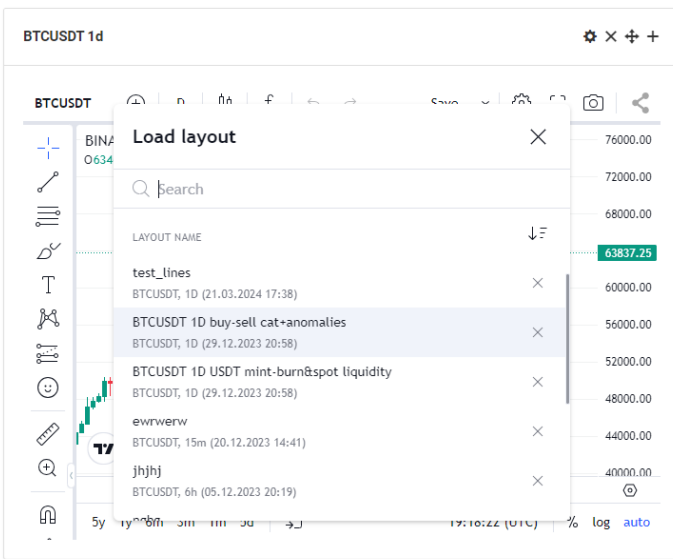 BTCUSDT 1d
BTCUSDT
D
Save
BINA
O634
Load layout
Search
LAYOUT NAME
test_lines
BTCUSDT, 1D (21.03.2024 17:38)
BTCUSDT 1D buy-sell cat+anomalies
BTCUSDT, 1D (29.12.2023 20:58)
BTCUSDT 1D USDT mint-burn&spot liquidity
BTCUSDT, 1D (29.12.2023 20:58)
ewrwerw
BTCUSDT, 15m (20.12.2023 14:41)
jhjhj
BTCUSDT, 6h (05.12.2023 20:19)
76000.00
72000.00
68000.00
63837.25
60000.00
56000.00
52000.00
48000.00
44000.00
40000.00
5y 1y 6m 3m 1m 5d 19:18:22 (UTC) % log auto